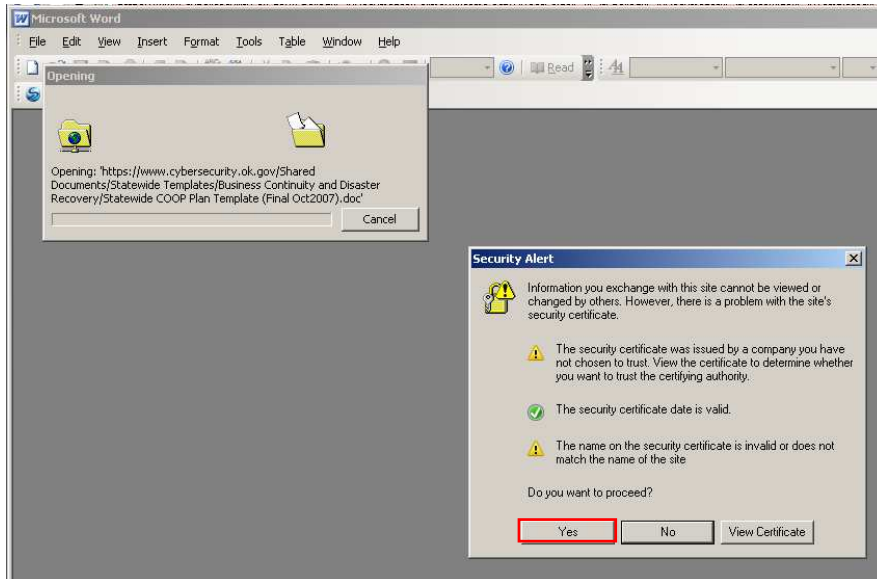 Microsoft Word
File Edit View Insert Format Tools Table Window Help
Opening
Read
Opening: 'https://www.cybersecurity.ok.gov/Shared
Documents/Statewide Templates/Business Continuity and Disaster
Recovery/Statewide COOP Plan Template (Final Oct2007).doc'
Cancel
Security Alert
Information you exchange with this site cannot be viewed or
changed by others. However, there is a problem with the site's
security certificate.
The security certificate was issued by a company you have
not chosen to trust. View the certificate to determine whether
you want to trust the certifying authority.
The security certificate date is valid.
The name on the security certificate is invalid or does not
match the name of the site
Do you want to proceed?
Yes No View Certificate